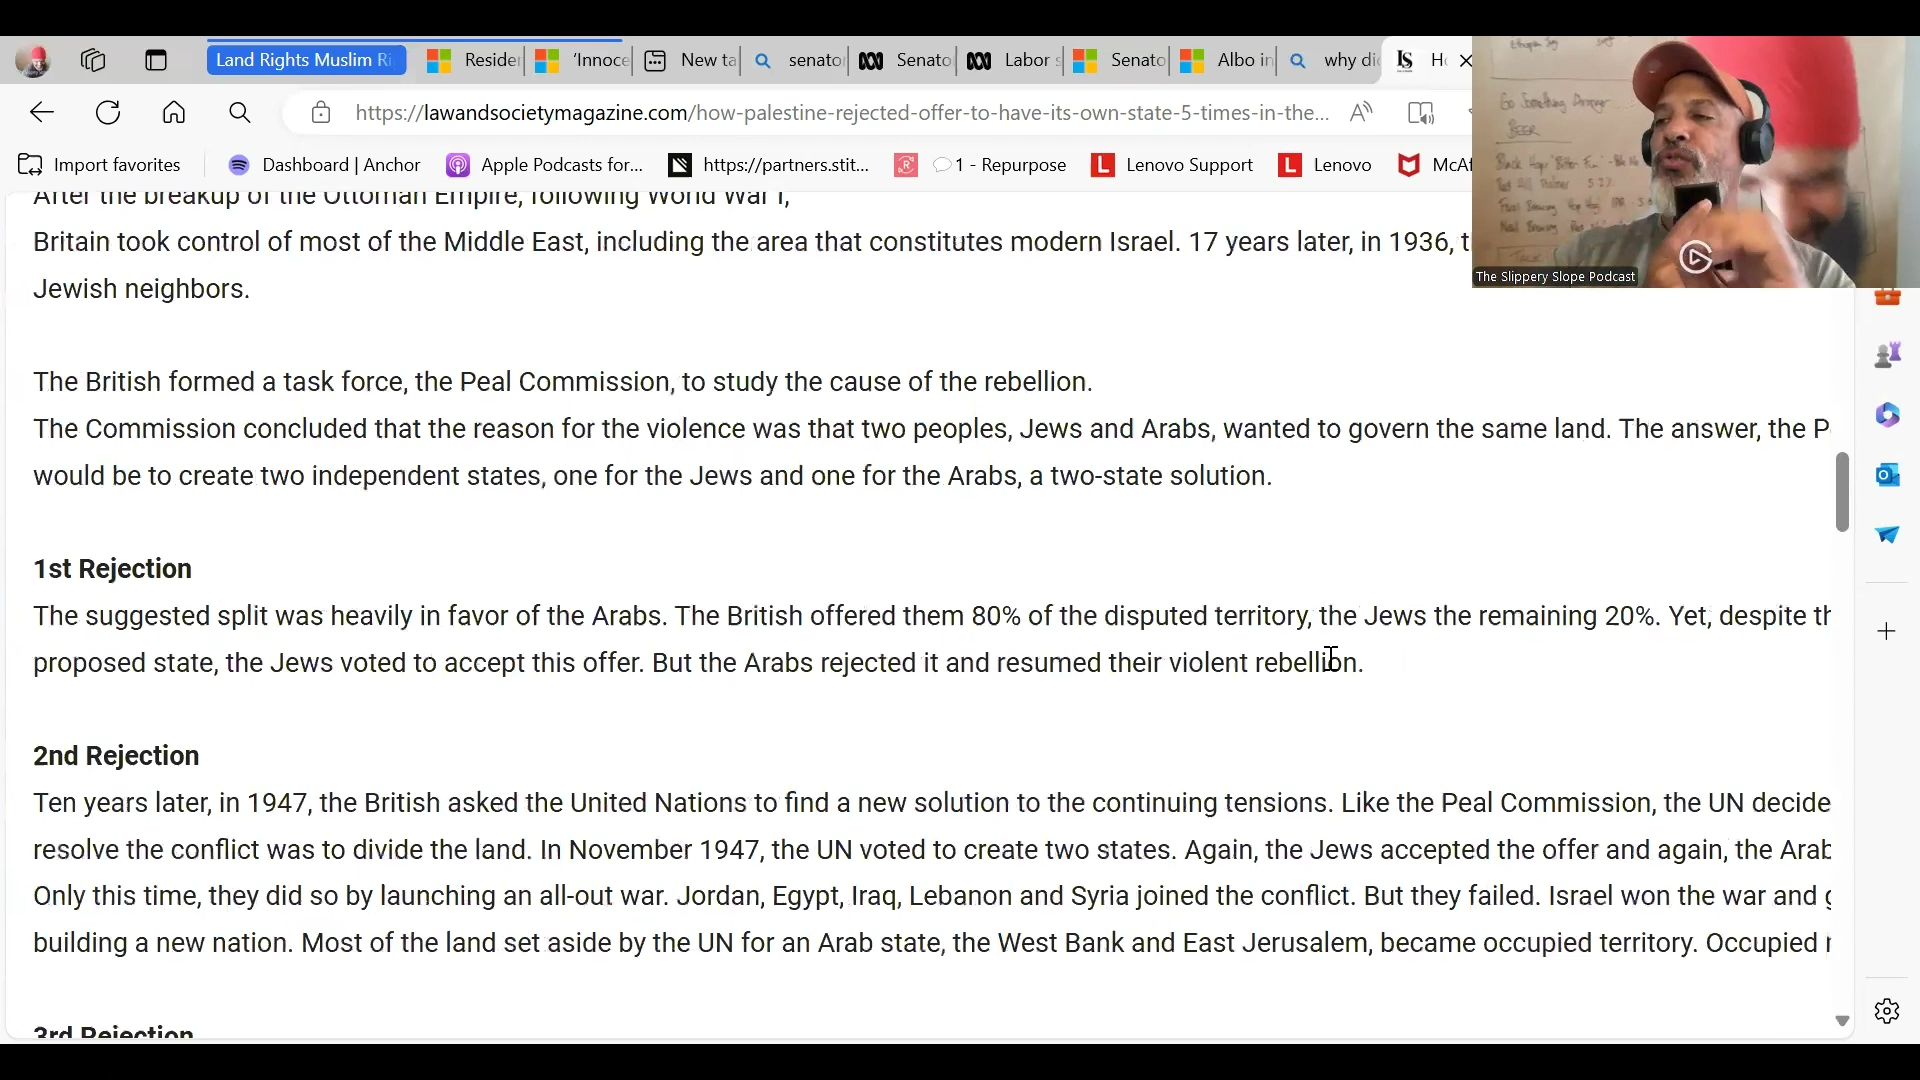 Land Rights Muslim Ri
Reside
'Innoce
New ta
senato
Senato
Labor s
Senato
Albo in
why di
H
https://lawandsocietymagazine.com/how-palestine-rejected-offer-to-have-its-own-state-5-times-in-the...
Import favorites
Dashboard | Anchor
Apple Podcasts for...
https://partners.stit...
1 - Repurpose
Lenovo Support
Lenovo
McAf
The Slippery Slope Podcast
After the breakup of the Ottoman Empire, following World War I,
Britain took control of most of the Middle East, including the area that constitutes modern Israel. 17 years later, in 1936, t
Jewish neighbors.
The British formed a task force, the Peal Commission, to study the cause of the rebellion.
The Commission concluded that the reason for the violence was that two peoples, Jews and Arabs, wanted to govern the same land. The answer, the P
would be to create two independent states, one for the Jews and one for the Arabs, a two-state solution.
1st Rejection
The suggested split was heavily in favor of the Arabs. The British offered them 80% of the disputed territory, the Jews the remaining 20%. Yet, despite th
proposed state, the Jews voted to accept this offer. But the Arabs rejected it and resumed their violent rebellion.
2nd Rejection
Ten years later, in 1947, the British asked the United Nations to find a new solution to the continuing tensions. Like the Peal Commission, the UN decide
resolve the conflict was to divide the land. In November 1947, the UN voted to create two states. Again, the Jews accepted the offer and again, the Arab
Only this time, they did so by launching an all-out war. Jordan, Egypt, Iraq, Lebanon and Syria joined the conflict. But they failed. Israel won the war and g
building a new nation. Most of the land set aside by the UN for an Arab state, the West Bank and East Jerusalem, became occupied territory. Occupied
3rd Rejection